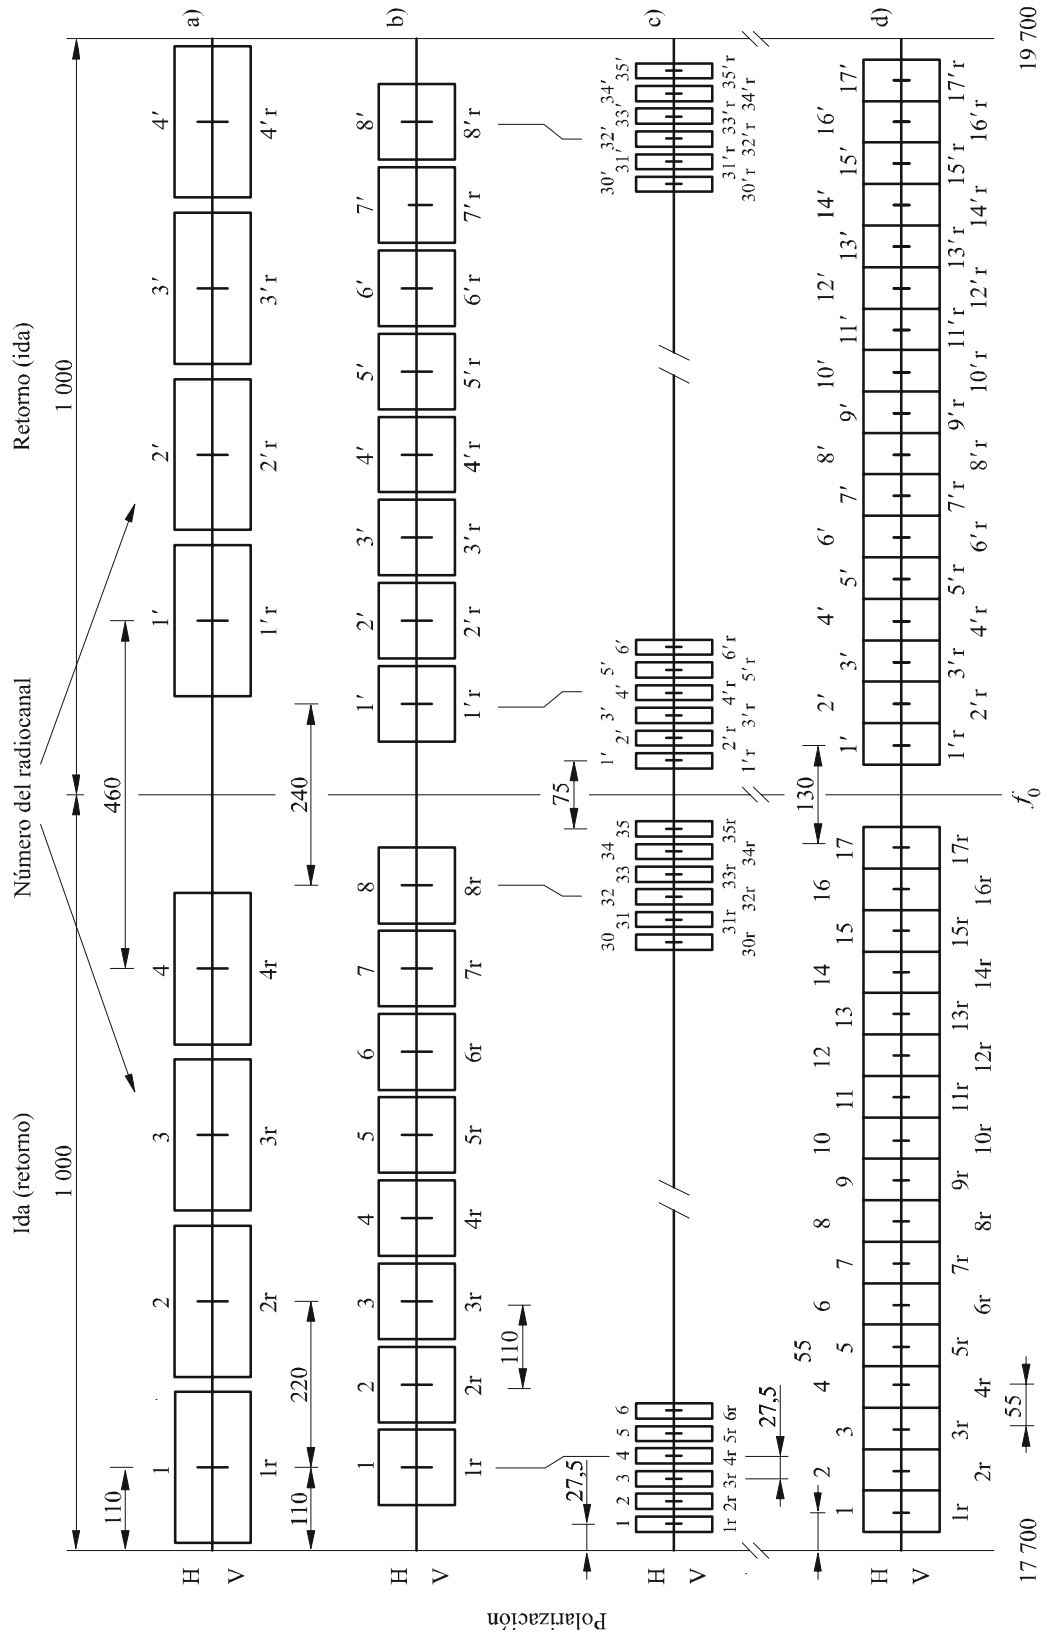 Ida (retorno) Retorno (ida)
1 000 Número del radiocanal 1 000
110 460
a)
1 2 3 4 1′ 2′ 3′ 4′
H
V
1r 2r 3r 4r 1′r 2′r 3′r 4′r
110 220 240
b)
1 2 3 4 5 6 7 8 1′ 2′ 3′ 4′ 5′ 6′ 7′ 8′
H
V
1r 2r 3r 4r 5r 6r 7r 8r 1′r 2′r 3′r 4′r 5′r 6′r 7′r 8′r
110
27,5 75
c)
1 2 3 4 5 6 30 31 32 33 34 35 1′ 2′ 3′ 4′ 5′ 6′ 30′ 31′ 32′ 33′ 34′ 35′
Polarización
H
V
1r 2r 3r 4r 5r 6r 30r 31r 32r 33r 34r 35r 1′r 2′r 3′r 4′r 5′r 6′r 30′r 31′r 32′r 33′r 34′r 35′r
27,5
55 130
d)
1 2 3 4 5 6 7 8 9 10 11 12 13 14 15 16 17 1′ 2′ 3′ 4′ 5′ 6′ 7′ 8′ 9′ 10′ 11′ 12′ 13′ 14′ 15′ 16′ 17′
H
V
1r 2r 3r 4r 5r 6r 7r 8r 9r 10r 11r 12r 13r 14r 15r 16r 17r 1′r 2′r 3′r 4′r 5′r 6′r 7′r 8′r 9′r 10′r 11′r 12′r 13′r 14′r 15′r 16′r 17′r
55
17 700 f0 19 700